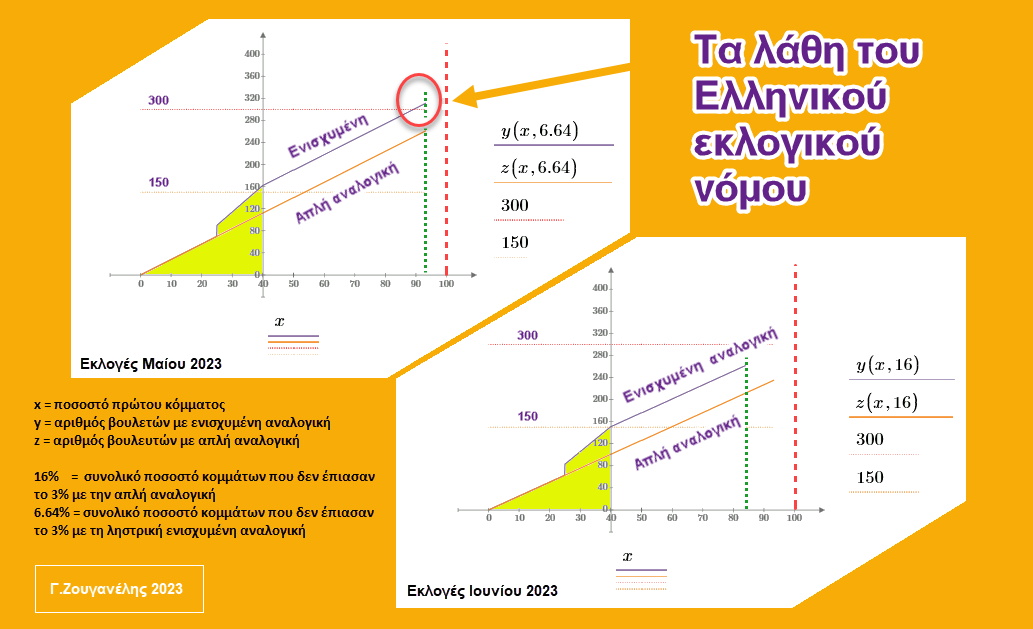 Τα λάθη του
Ελληνικού
εκλογικού
νόμου
400
360
320
280
240
200
160
120
80
40
0
300
150
Ενισχυμένη
Απλή αναλογική
0 10 20 30 40 50 60 70 80 90 100
x
y(x, 6.64)
z(x, 6.64)
300
150
Εκλογές Μαίου 2023
400
360
320
280
240
200
160
120
80
40
0
300
150
Ενισχυμένη αναλογική
Απλή αναλογική
0 10 20 30 40 50 60 70 80 90 100
x
y(x, 16)
z(x, 16)
300
150
Εκλογές Ιουνίου 2023
x = ποσοστό πρώτου κόμματος
y = αριθμός βουλετών με ενισχυμένη αναλογική
z = αριθμός βουλευτών με απλή αναλογική
16% = συνολικό ποσοστό κομμάτων που δεν έπιασαν
το 3% με την απλή αναλογική
6.64% = συνολικό ποσοστό κομμάτων που δεν έπιασαν
το 3% με τη ληστρική ενισχυμένη αναλογική
Γ.Ζουγανέλης 2023